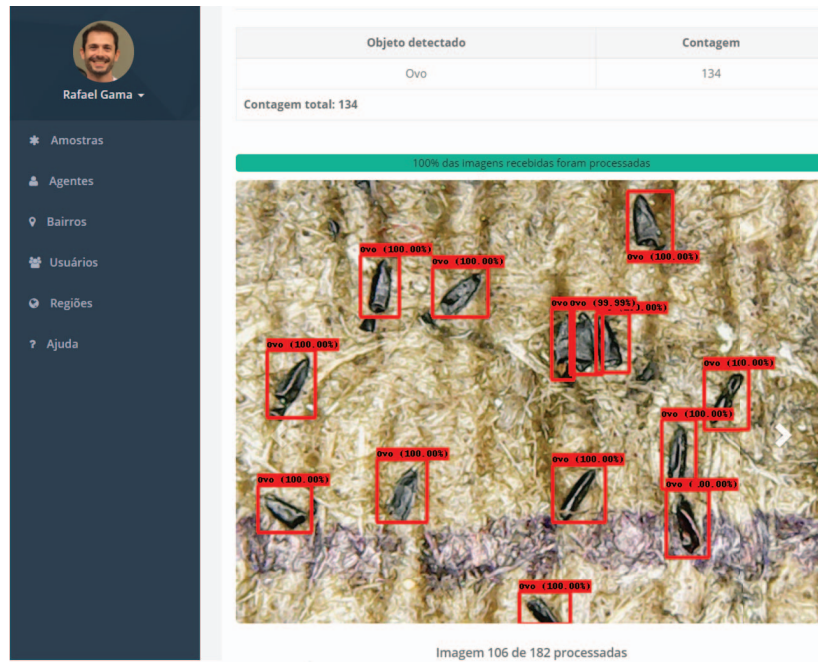 Rafael Gama
Amostras
Agentes
Bairros
Usuários
Regiões
? Ajuda
Objeto detectado Contagem
Ovo 134
Contagem total: 134
100% das imagens recebidas foram processadas
Ovo (100.00%)
Ovo (100.00%)
Ovo (100.00%)
Ovo Ovo (99.99%)
Ovo (100.00%)
Ovo (100.00%)
Ovo (100.00%)
Ovo (100.00%)
Ovo (100.00%)
Ovo (100.00%)
Ovo (
Ovo (100.00%)
Imagem 106 de 182 processadas